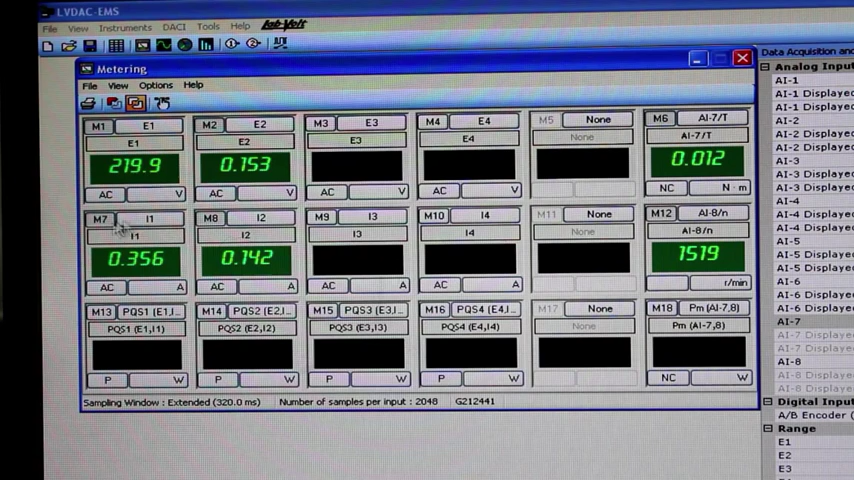 LVDAC-EMS
File View Instruments DACI Tools Help Lab-Volt
Metering
File View Options Help
M1 E1 M2 E2 M3 E3 M4 E4 M5 None M6 AI-7/T
E1 E2 E3 E4 None AI-7/T
219.9 0.153 0.012
AC V AC V AC V AC V NC N·m
M7 I1 M8 I2 M9 I3 M10 I4 M11 None M12 AI-8/n
I1 I2 I3 I4 None AI-8/n
0.356 0.142 1519
AC A AC A AC A AC A r/min
M13 PQS1 (E1,I... M14 PQS2 (E2,I... M15 PQS3 (E3,I... M16 PQS4 (E4,I... M17 None M18 Pm (AI-7,8)
PQS1 (E1,I1) PQS2 (E2,I2) PQS3 (E3,I3) PQS4 (E4,I4) None Pm (AI-7,8)
P W P W P W P W NC W
Sampling Window : Extended (320.0 ms) Number of samples per input : 2048 G212441
Data Acquisition and
Analog Input
AI-1
AI-1 Displayed
AI-1 Displayed
AI-2
AI-2 Displayed
AI-2 Displayed
AI-3
AI-3 Displayed
AI-3 Displayed
AI-4
AI-4 Displayed
AI-4 Displayed
AI-5
AI-5 Displayed
AI-5 Displayed
AI-6
AI-6 Displayed
AI-6 Displayed
AI-7
AI-7 Displayed
AI-7 Displayed
AI-8
AI-8 Displayed
AI-8 Displayed
Digital Input
A/B Encoder (
Range
E1
E2
E3
E4